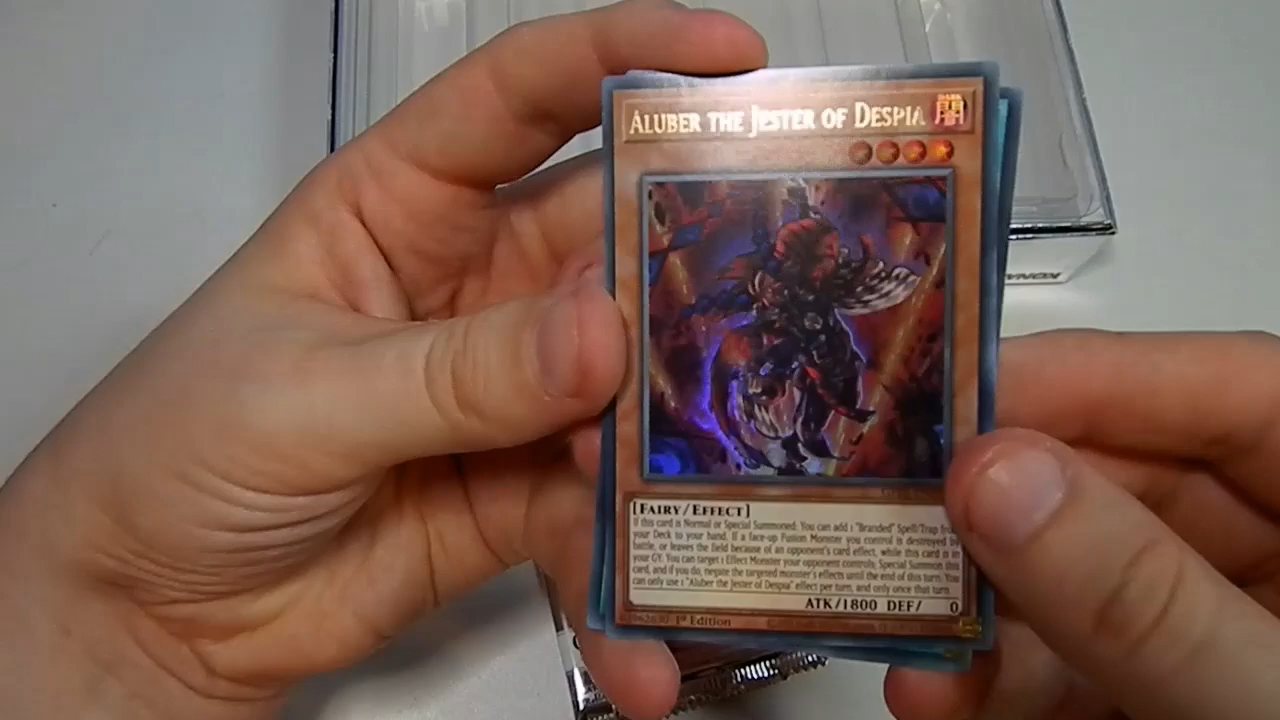 ALUBER THE JESTER OF DESPIA
DARK
KONA
[FAIRY/EFFECT]
If this card is Normal or Special Summoned: You can add 1 "Branded" Spell/Trap
your Deck to your hand. If a face-up Fusion Monster you control is destroyed
battle, or leaves the field because of an opponent's card effect, while this card is in
your GY: You can target 1 Effect Monster your opponent controls; Special Summon this
card, and if you do, negate the targeted monster's effects until the end of this turn. You
can only use 1 "Aluber the Jester of Despia" effect per turn, and only once that turn.
ATK/1800 DEF/ 0
1st Edition